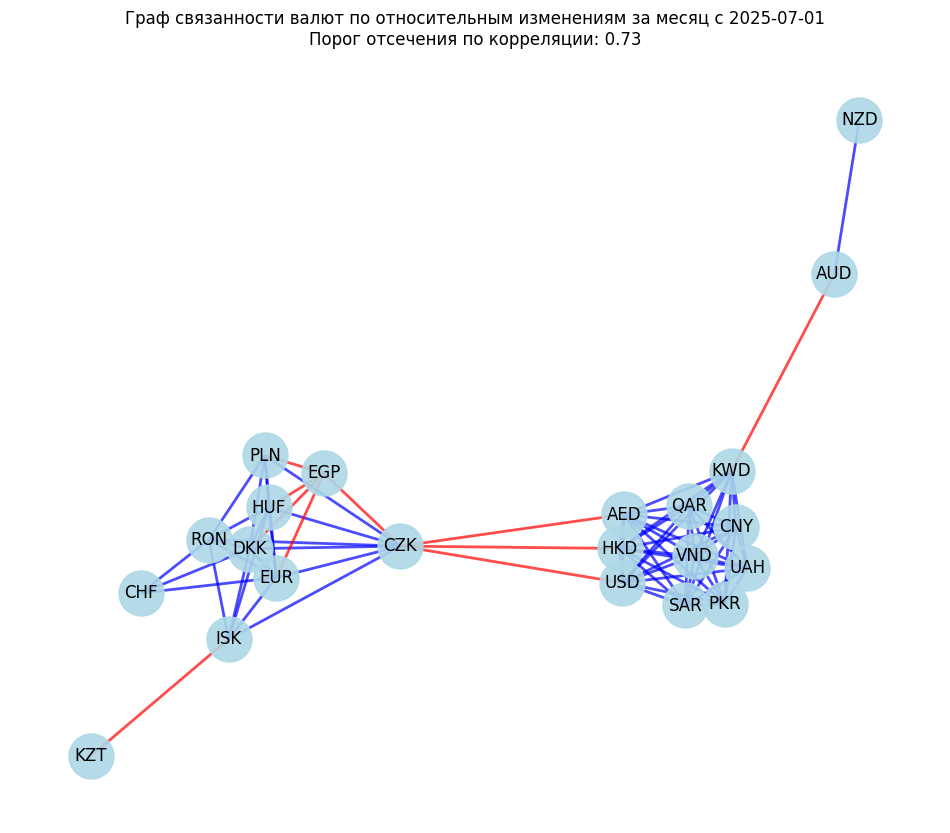 Граф связанности валют по относительным изменениям за месяц с 2025-07-01
Порог отсечения по корреляции: 0.73
NZD
AUD
PLN
EGP
KWD
HUF
AED
QAR
CNY
RON
DKK
CZK
HKD
VND
UAH
EUR
USD
CHF
SAR
PKR
ISK
KZT